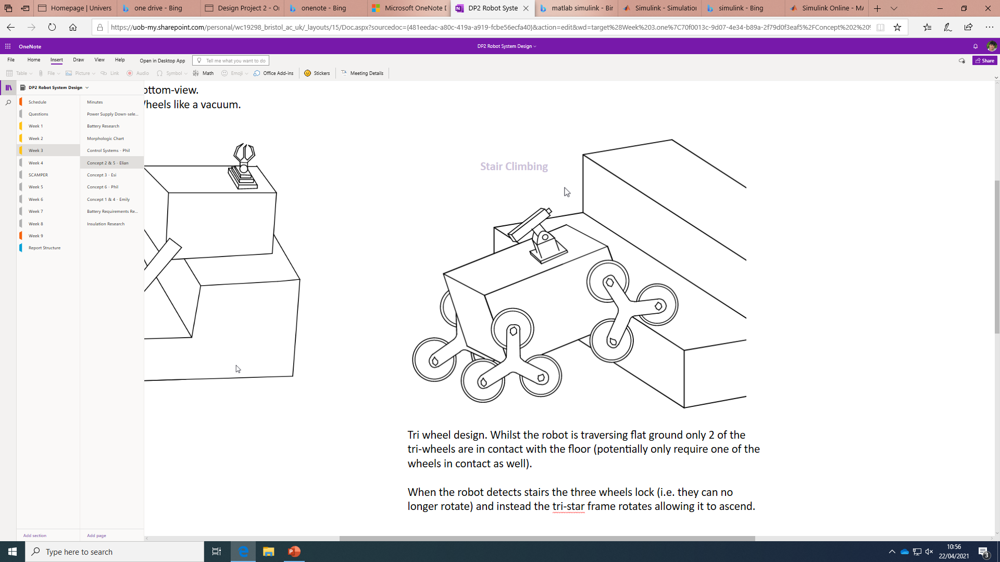 Homepage | Univers
one drive - Bing
Design Project 2 - Or
onenote - Bing
Microsoft OneNote D
DP2 Robot Syste
matlab simulink - Bin
Simulink - Simulation
simulink - Bing
Simulink Online - MA
https://uob-my.sharepoint.com/personal/wc19298_bristol_ac_uk/_layouts/15/Doc.aspx?sourcedoc={481eedac-a80c-419a-a919-fcbe56ecfa40}&action=edit&wd=target%28Week%203.one%7C70f0013c-9d07-4e34-b89a-2f79d0f3eaf5%2FConcept%202%20%
OneNote
DP2 Robot System Design
File Home Insert Draw View Help Open in Desktop App Tell me what you want to do
Share
Table File Picture Link Audio Symbol Math Emoji Office Add-ins Stickers Meeting Details
DP2 Robot System Design
Schedule
Questions
Week 1
Week 2
Week 3
Week 4
SCAMPER
Week 5
Week 6
Week 7
Week 8
Week 9
Report Structure
Add section
Minutes
Power Supply Down-sele...
Battery Research
Morphologic Chart
Control Systems - Phil
Concept 2 & 5 - Elian
Concept 3 - Esi
Concept 6 - Phil
Concept 1 & 4 - Emily
Battery Requirements Re...
Insulation Research
Add page
ottom-view.
heels like a vacuum.
Stair Climbing
Tri wheel design. Whilst the robot is traversing flat ground only 2 of the
tri-wheels are in contact with the floor (potentially only require one of the
wheels in contact as well).
When the robot detects stairs the three wheels lock (i.e. they can no
longer rotate) and instead the tri-star frame rotates allowing it to ascend.
Type here to search
10:56
22/04/2021
3